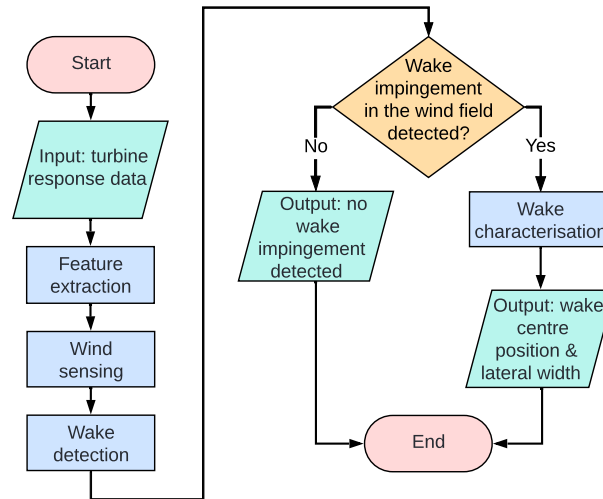 Start
Input: turbine
response data
Feature
extraction
Wind
sensing
Wake
detection
Wake
impingement
in the wind field
detected?
No
Yes
Output: no
wake
impingement
detected
Wake
characterisation
Output: wake
centre
position &
lateral width
End